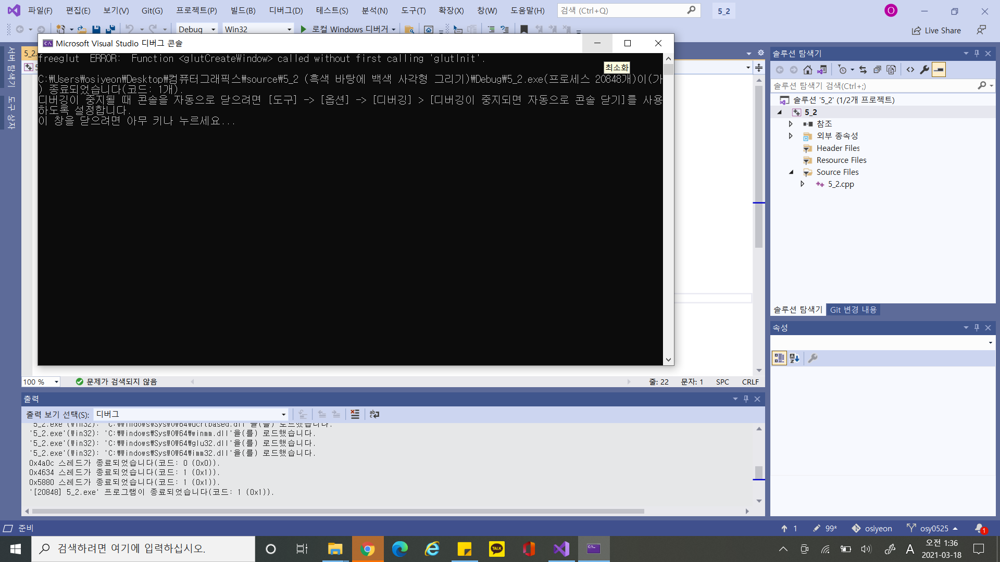 파일(F) 편집(E) 보기(V) Git(G) 프로젝트(P) 빌드(B) 디버그(D) 테스트(S) 분석(N) 도구(T) 확장(X) 창(W) 도움말(H) 검색 (Ctrl+Q) 5_2 O
Debug Win32 로컬 Windows 디버거 Live Share
서버 탐색기
도구 상자
5_2.
Microsoft Visual Studio 디버그 콘솔
freeglut ERROR: Function <glutCreateWindow> called without first calling 'glutInit'.
최소화
C:₩Users₩osiyeon₩Desktop₩컴퓨터그래픽스₩source₩5_2 (흑색 바탕에 백색 사각형 그리기)₩Debug₩5_2.exe(프로세스 20848개)이(가
) 종료되었습니다(코드: 1개).
디버깅이 중지될 때 콘솔을 자동으로 닫으려면 [도구] -> [옵션] -> [디버깅] > [디버깅이 중지되면 자동으로 콘솔 닫기]를 사용
하도록 설정합니다.
이 창을 닫으려면 아무 키나 누르세요...
100 % 문제가 검색되지 않음 줄: 22 문자: 1 SPC CRLF
출력
출력 보기 선택(S): 디버그
'5_2.exe'(Win32): 'C:₩Windows₩SysWOW64₩ucrtbased.dll'을(를) 로드했습니다.
'5_2.exe'(Win32): 'C:₩Windows₩SysWOW64₩winmm.dll'을(를) 로드했습니다.
'5_2.exe'(Win32): 'C:₩Windows₩SysWOW64₩glu32.dll'을(를) 로드했습니다.
'5_2.exe'(Win32): 'C:₩Windows₩SysWOW64₩imm32.dll'을(를) 로드했습니다.
0x4a0c 스레드가 종료되었습니다(코드: 0 (0x0)).
0x4634 스레드가 종료되었습니다(코드: 1 (0x1)).
0x5880 스레드가 종료되었습니다(코드: 1 (0x1)).
'[20848] 5_2.exe' 프로그램이 종료되었습니다(코드: 1 (0x1)).
솔루션 탐색기
솔루션 탐색기 검색(Ctrl+;)
솔루션 '5_2' (1/2개 프로젝트)
5_2
참조
외부 종속성
Header Files
Resource Files
Source Files
5_2.cpp
솔루션 탐색기 Git 변경 내용
속성
준비 1 99* osiyeon osy0525 1
검색하려면 여기에 입력하십시오. TALK A 오전 1:36
2021-03-18